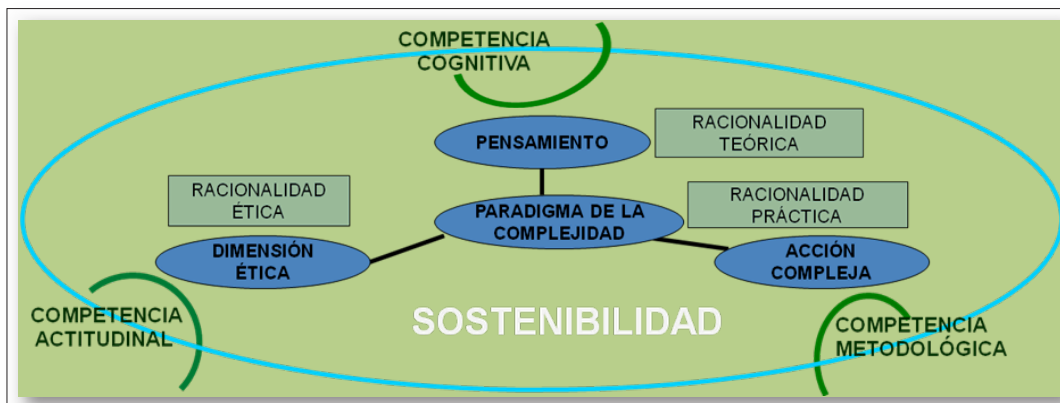 COMPETENCIA
COGNITIVA
PENSAMIENTO
RACIONALIDAD
TEÓRICA
RACIONALIDAD
ÉTICA
PARADIGMA DE LA
COMPLEJIDAD
RACIONALIDAD
PRÁCTICA
DIMENSIÓN
ÉTICA
ACCIÓN
COMPLEJA
COMPETENCIA
ACTITUDINAL
SOSTENIBILIDAD
COMPETENCIA
METODOLÓGICA